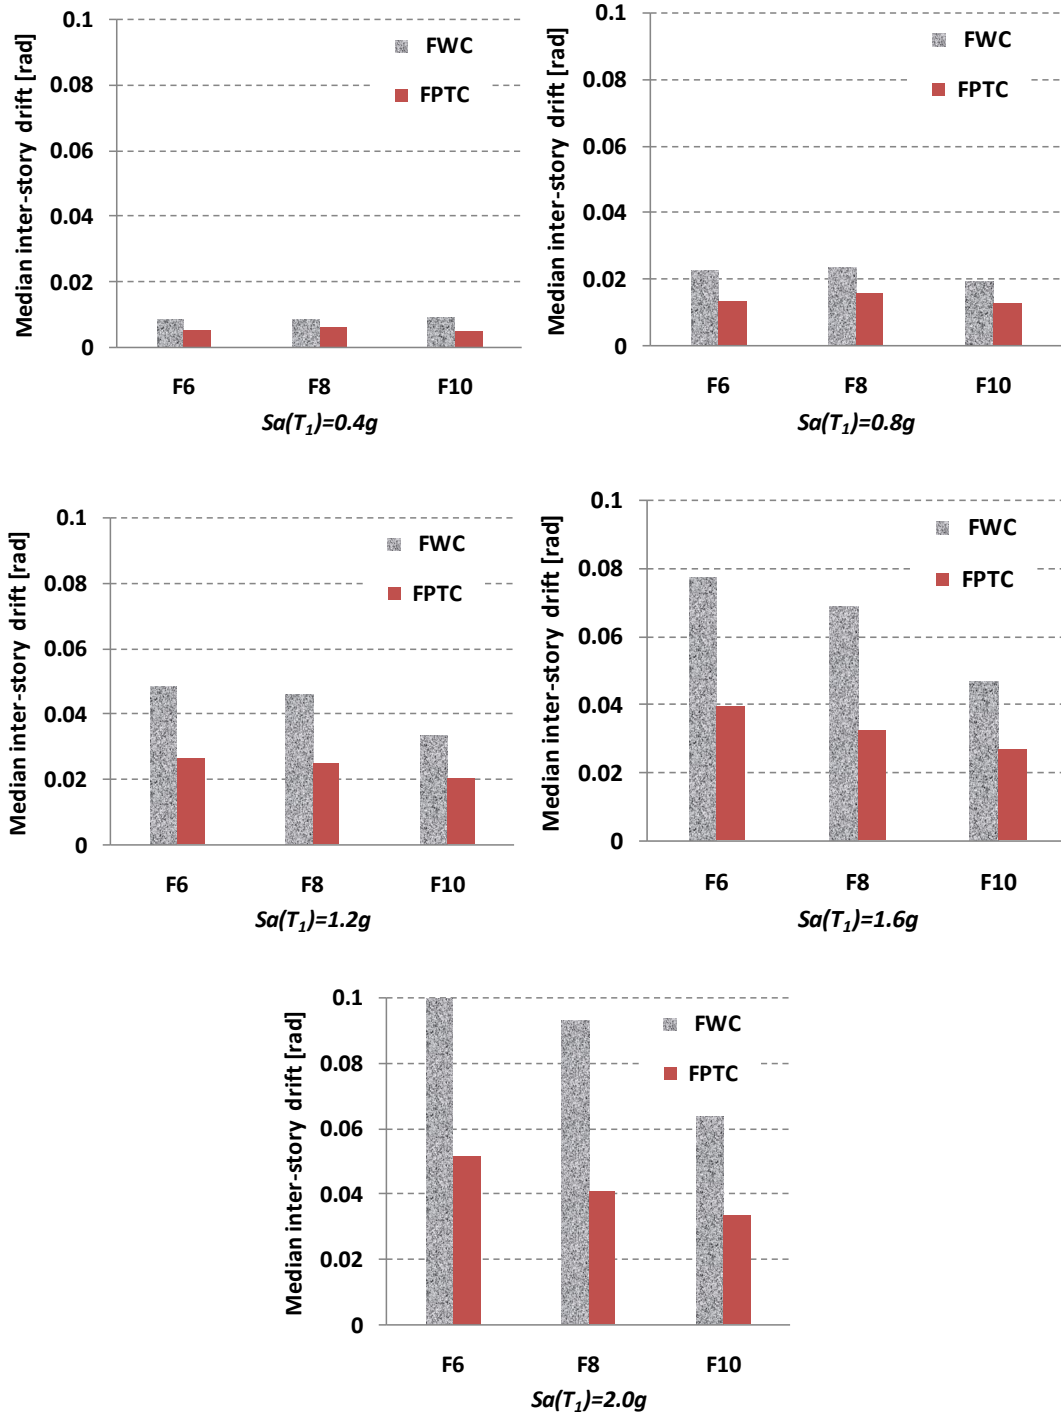 Median inter-story drift [rad]
0.1
0.08
0.06
0.04
0.02
0
FWC
FPTC
F6 F8 F10
Sa(T1)=0.4g
Median inter-story drift [rad]
0.1
0.08
0.06
0.04
0.02
0
FWC
FPTC
F6 F8 F10
Sa(T1)=0.8g
Median inter-story drift [rad]
0.1
0.08
0.06
0.04
0.02
0
FWC
FPTC
F6 F8 F10
Sa(T1)=1.2g
Median inter-story drift [rad]
0.1
0.08
0.06
0.04
0.02
0
FWC
FPTC
F6 F8 F10
Sa(T1)=1.6g
Median inter-story drift [rad]
0.1
0.08
0.06
0.04
0.02
0
FWC
FPTC
F6 F8 F10
Sa(T1)=2.0g